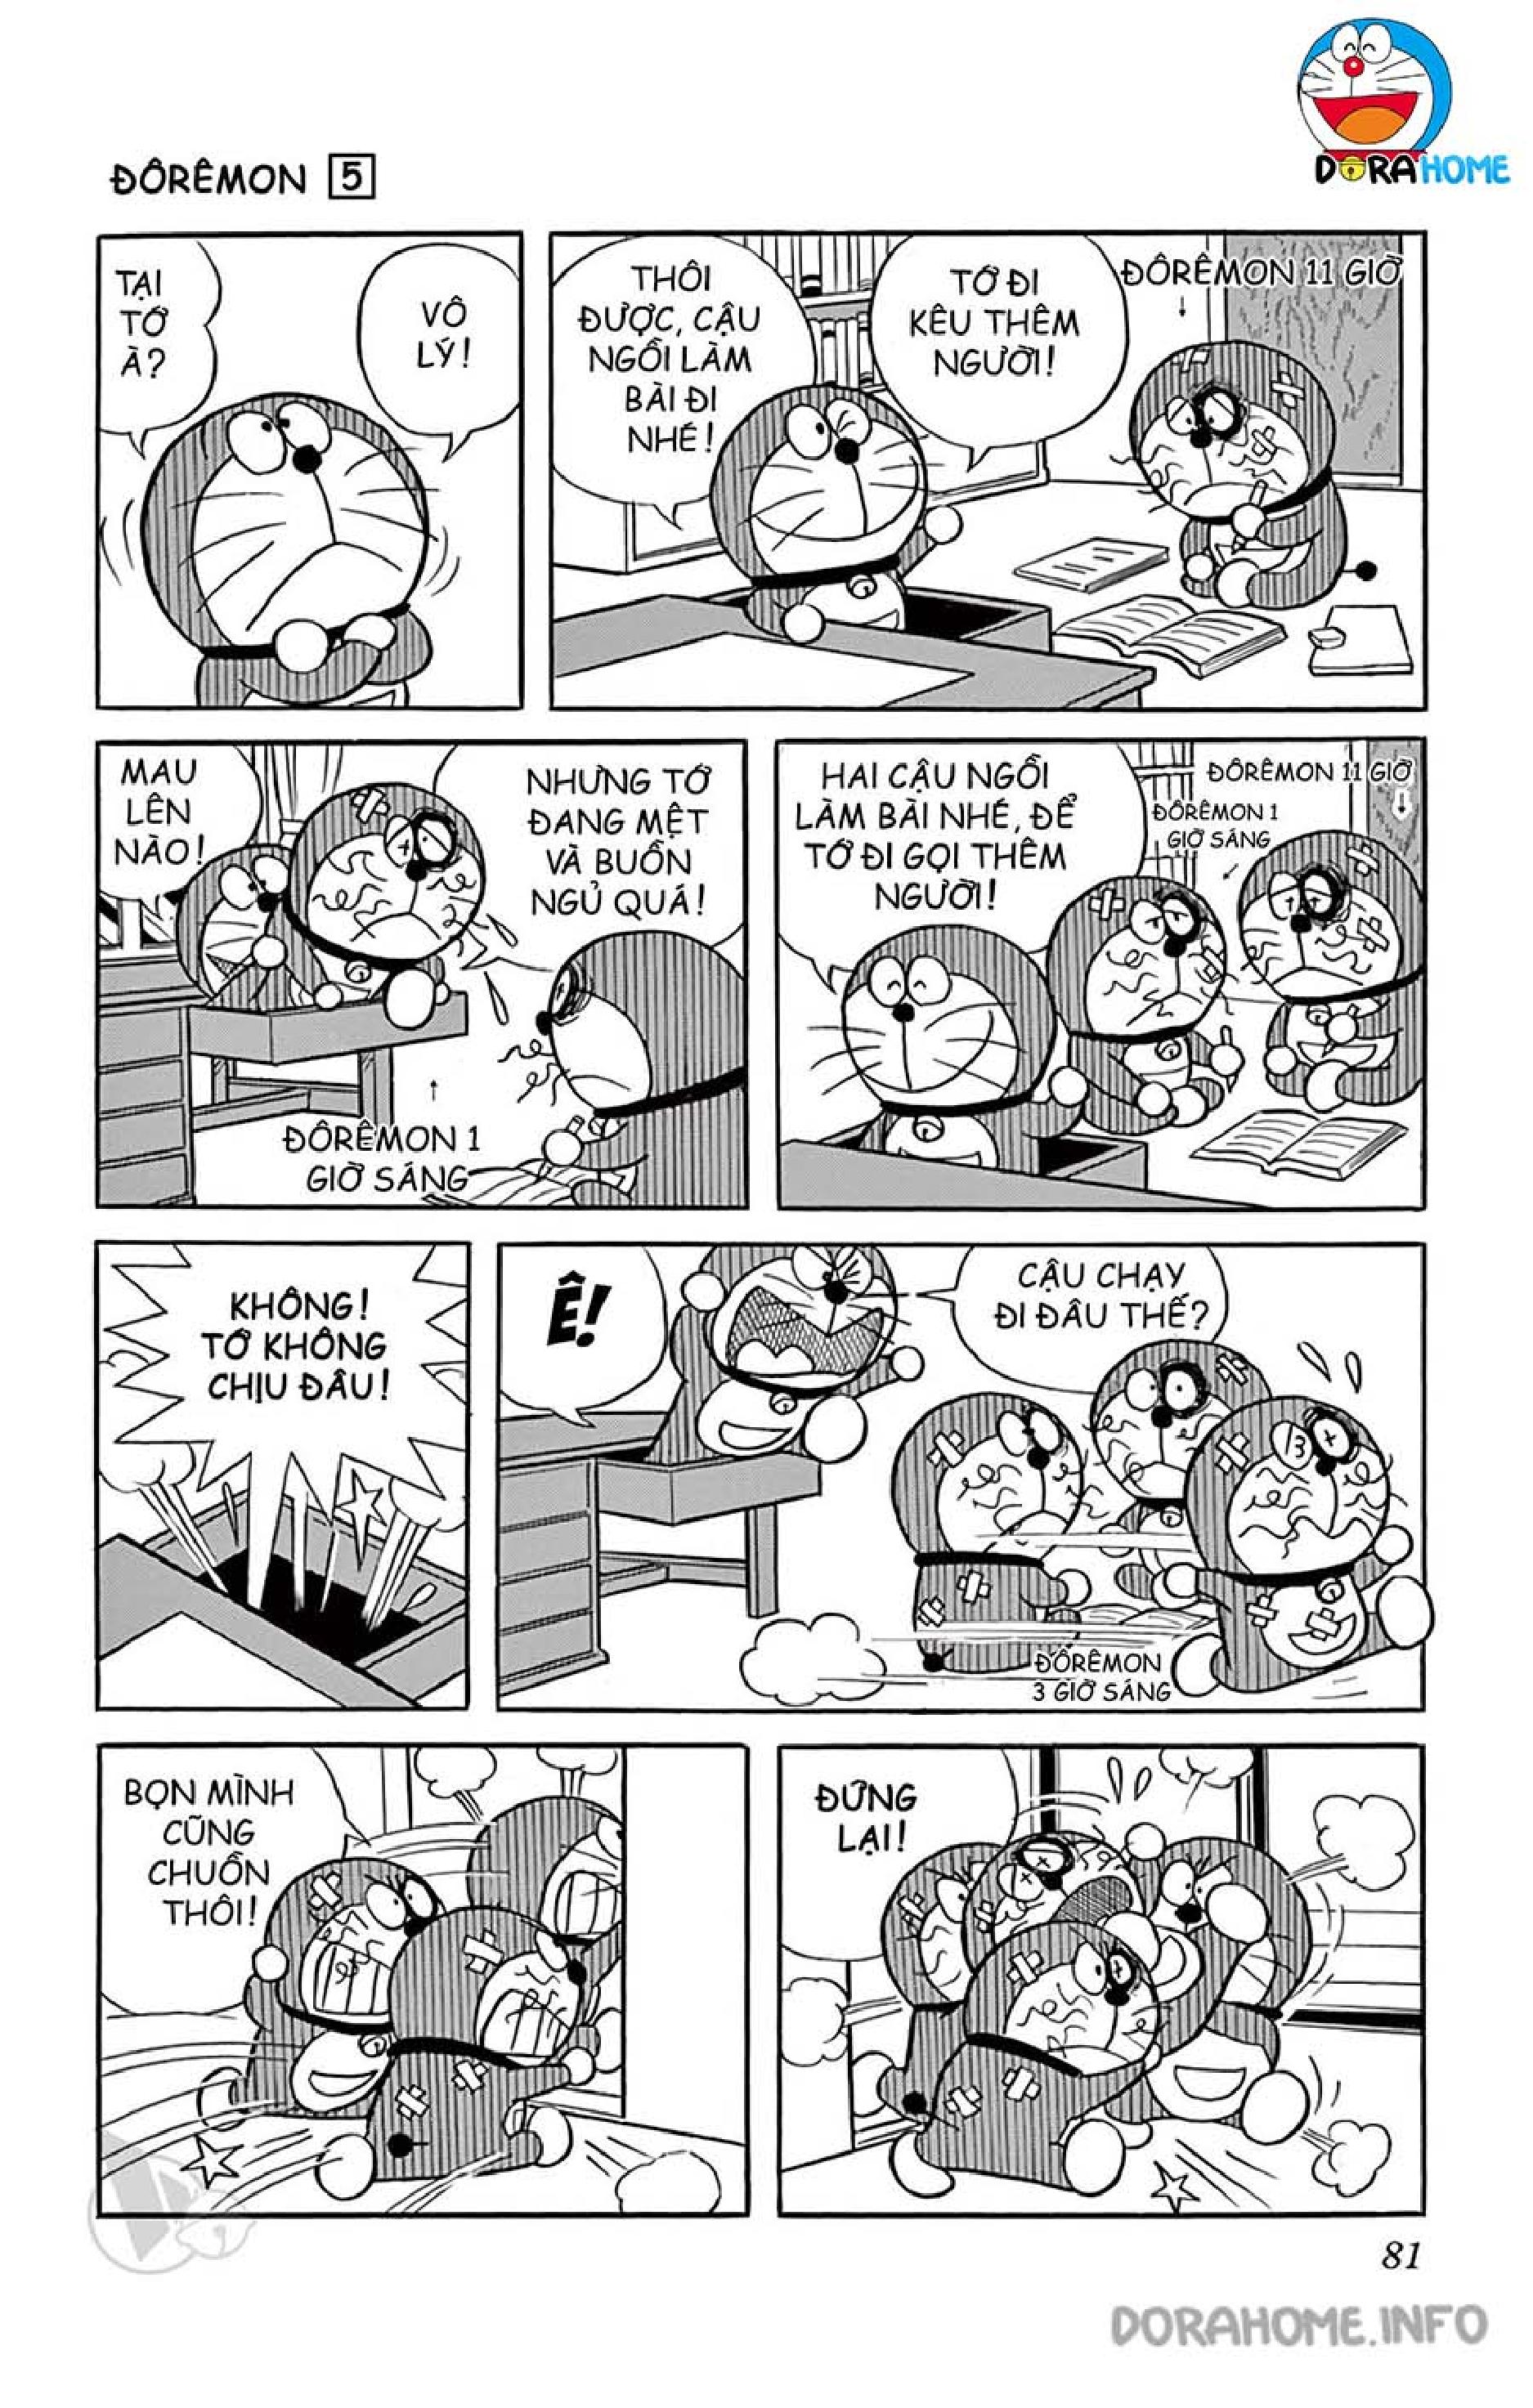 DORAHOME
ĐÔRÊMON 5
TẠI
TỚ
À?
VÔ
LÝ!
THÔI
ĐƯỢC, CẬU
NGỒI LÀM
BÀI ĐI
NHÉ!
TỚ ĐI
KÊU THÊM
NGƯỜI!
ĐÔRÊMON 11 GIỜ
MAU
LÊN
NÀO!
NHƯNG TỚ
ĐANG MỆT
VÀ BUỒN
NGỦ QUÁ!
ĐÔRÊMON 1
GIỜ SÁNG
HAI CẬU NGỒI
LÀM BÀI NHÉ, ĐỂ
TỚ ĐI GỌI THÊM
NGƯỜI!
ĐÔRÊMON 11 GIỜ
ĐÔRÊMON 1
GIỜ SÁNG
KHÔNG!
TỚ KHÔNG
CHỊU ĐÂU!
Ê!
CẬU CHẠY
ĐI ĐÂU THẾ?
ĐÔRÊMON
3 GIỜ SÁNG
BỌN MÌNH
CŨNG
CHUỒN
THÔI!
ĐỨNG
LẠI!
81
DORAHOME.INFO